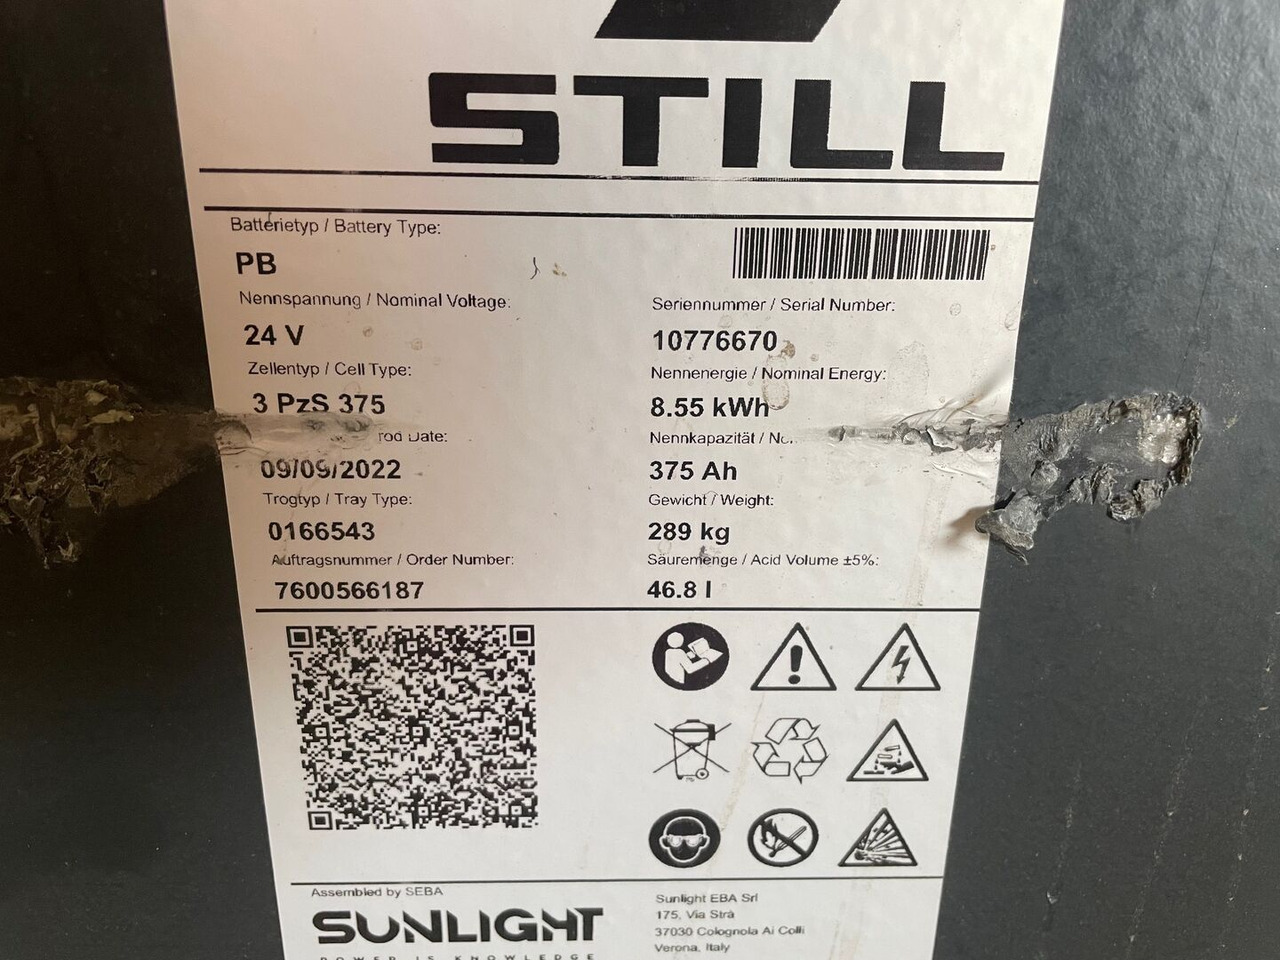 STILL
Batterietyp / Battery Type:
PB
Nennspannung / Nominal Voltage:
24 V
Zellentyp / Cell Type:
3 PzS 375
rod Date:
09/09/2022
Trogtyp / Tray Type:
0166543
Auftragsnummer / Order Number:
7600566187
Seriennummer / Serial Number:
10776670
Nennenergie / Nominal Energy:
8.55 kWh
Nennkapazität /
375 Ah
Gewicht / Weight:
289 kg
Säuremenge / Acid Volume ±5%:
46.8 l
Assembled by SEBA
SUNLIGHT
POWER IS KNOWLEDGE
Sunlight EBA Srl
175, Via Strà
37030 Colognola Ai Colli
Verona, Italy